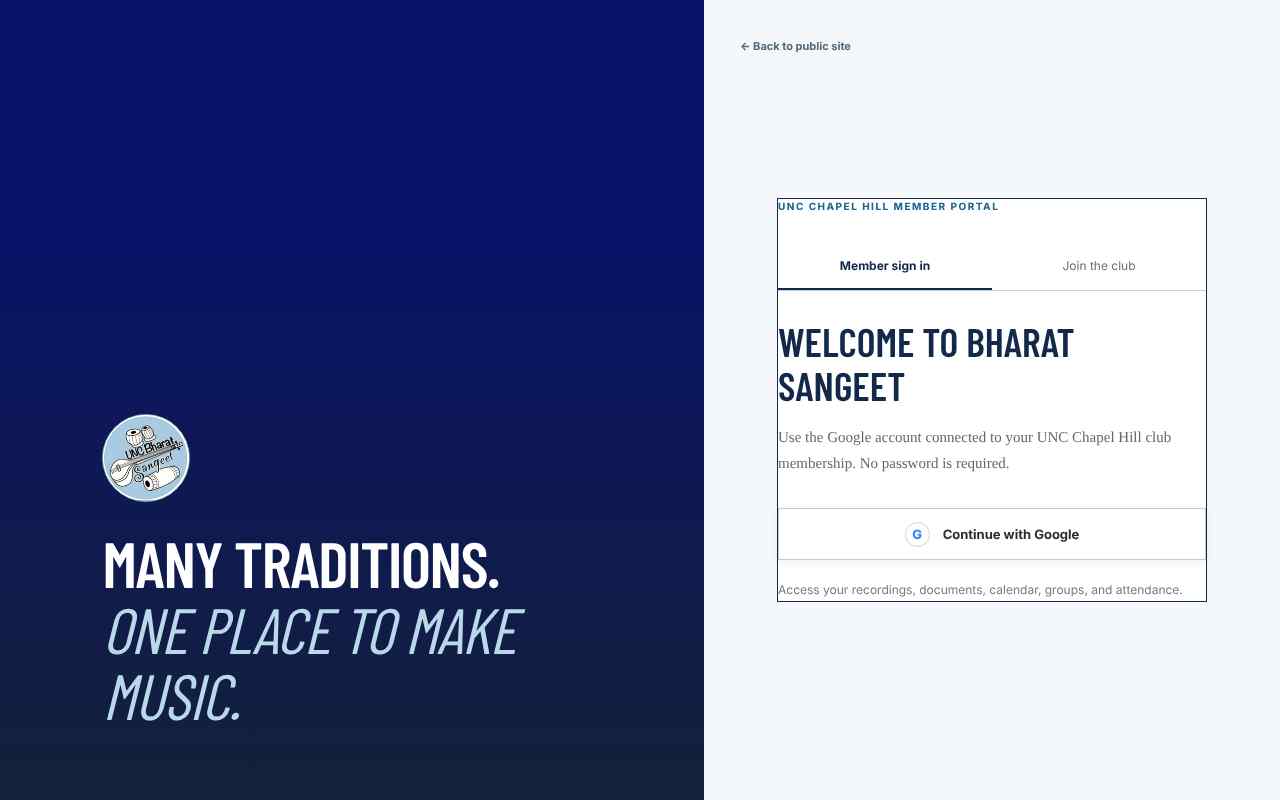 ← Back to public site
UNC CHAPEL HILL MEMBER PORTAL
Member sign in
Join the club
WELCOME TO BHARAT
SANGEET
Use the Google account connected to your UNC Chapel Hill club
membership. No password is required.
G Continue with Google
Access your recordings, documents, calendar, groups, and attendance.
UNC Bharat
Sangeet
MANY TRADITIONS.
ONE PLACE TO MAKE
MUSIC.